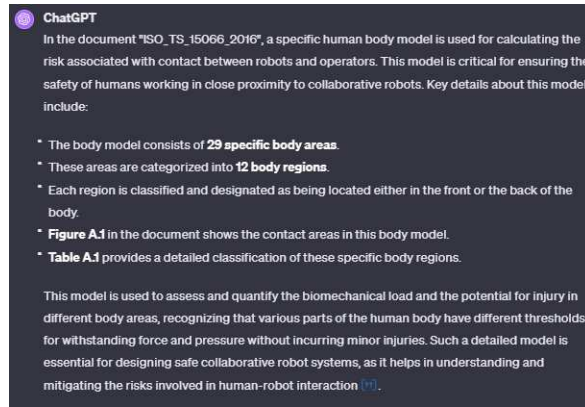 ChatGPT
In the document "ISO_TS_15066_2016", a specific human body model is used for calculating the
risk associated with contact between robots and operators. This model is critical for ensuring the
safety of humans working in close proximity to collaborative robots. Key details about this model
include:
• The body model consists of 29 specific body areas.
• These areas are categorized into 12 body regions.
• Each region is classified and designated as being located either in the front or the back of the
body.
• Figure A.1 in the document shows the contact areas in this body model.
• Table A.1 provides a detailed classification of these specific body regions.
This model is used to assess and quantify the biomechanical load and the potential for injury in
different body areas, recognizing that various parts of the human body have different thresholds
for withstanding force and pressure without incurring minor injuries. Such a detailed model is
essential for designing safe collaborative robot systems, as it helps in understanding and
mitigating the risks involved in human-robot interaction ["].